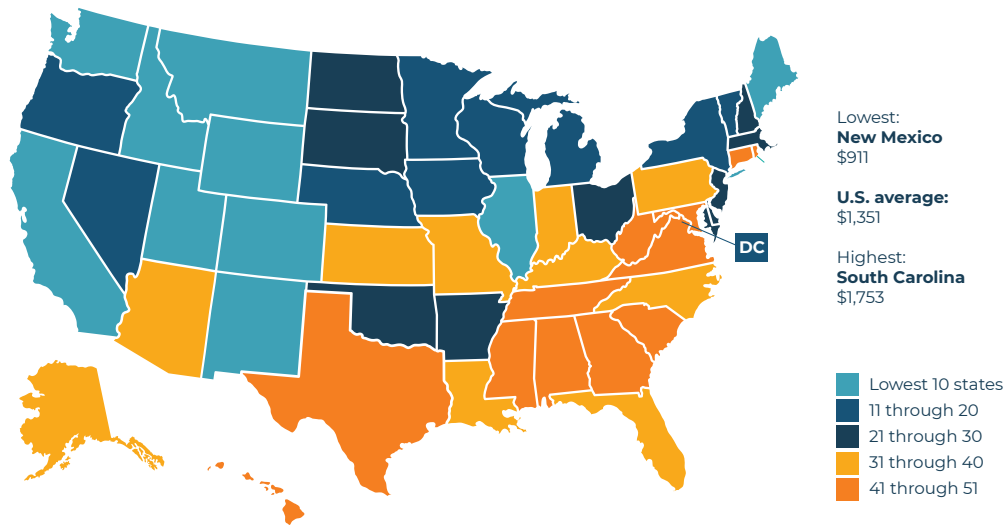 Lowest:
New Mexico
$911
U.S. average:
$1,351
DC
Highest:
South Carolina
$1,753
Lowest 10 states
11 through 20
21 through 30
31 through 40
41 through 51